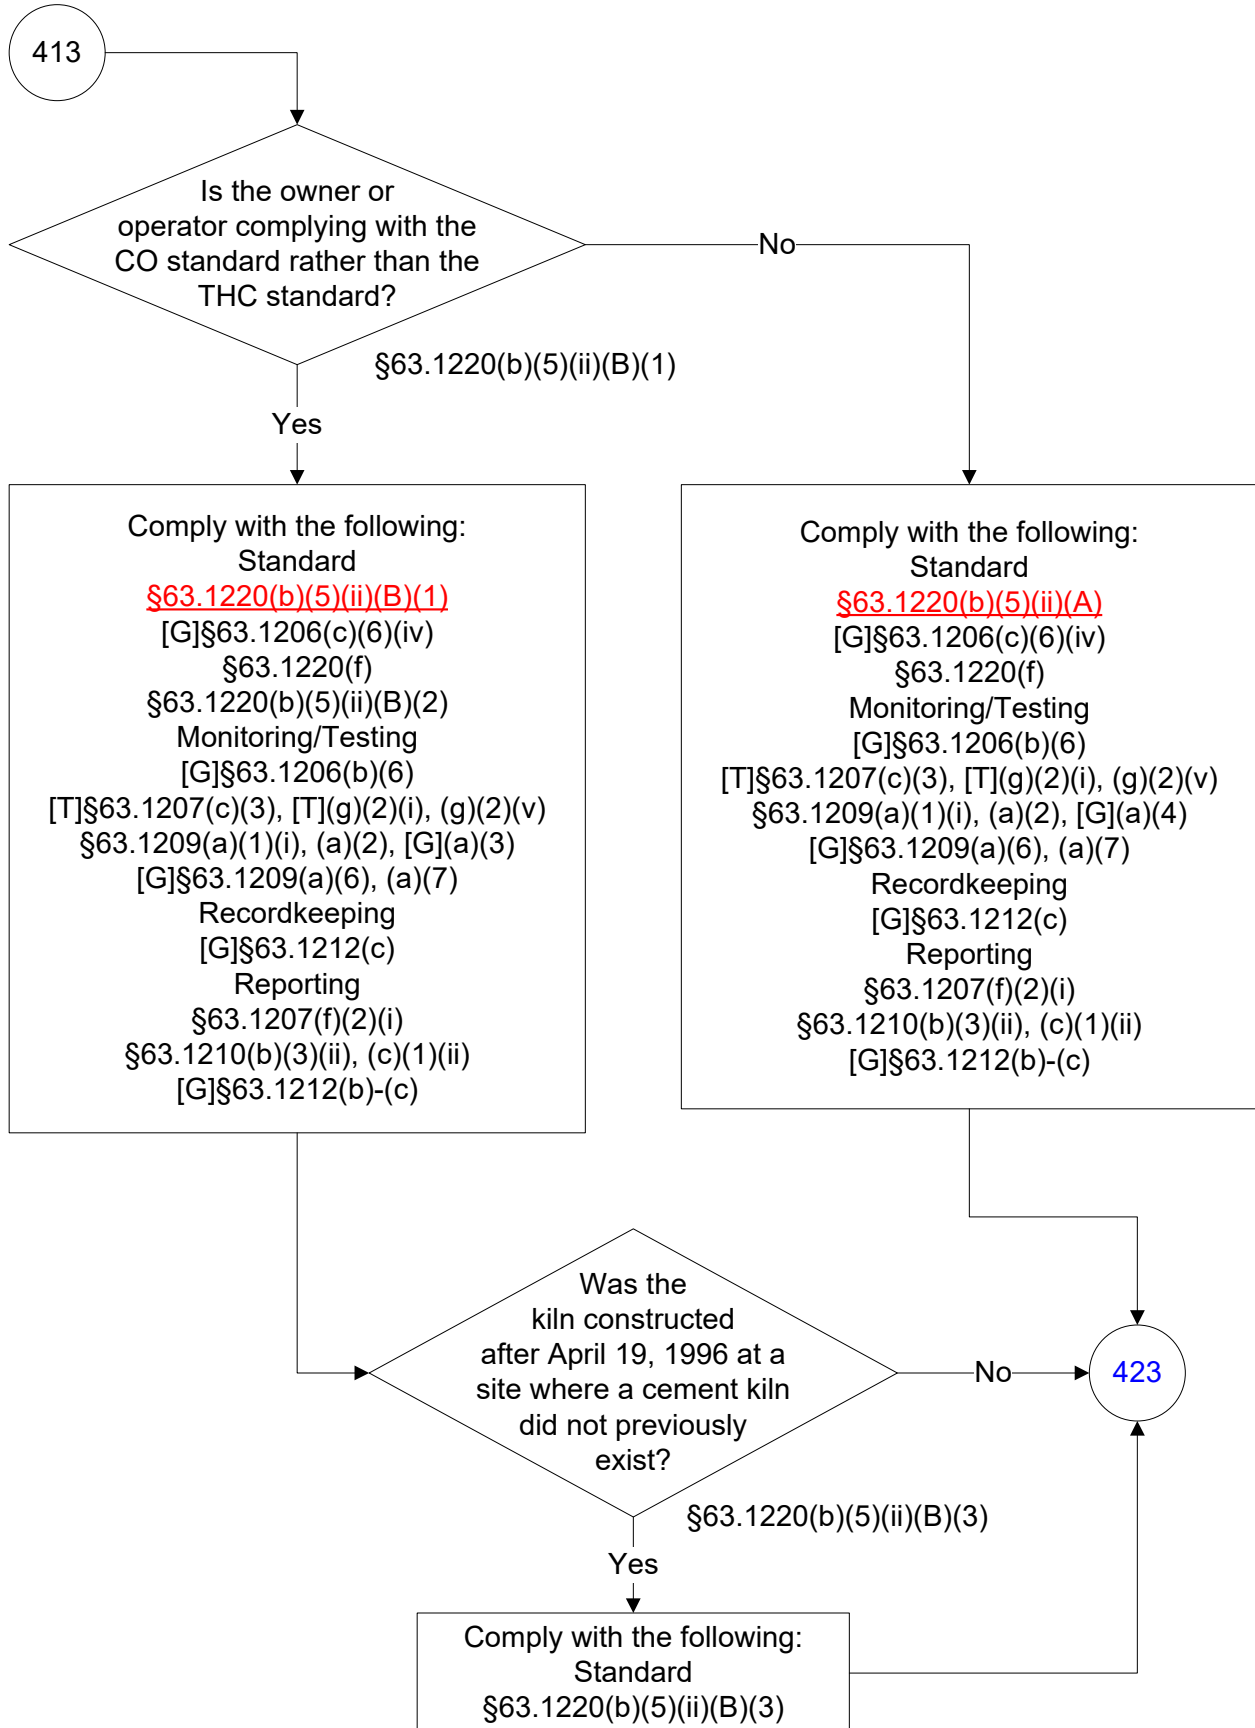 413
Is the owner or
operator complying with the
CO standard rather than the
THC standard?
No
§63.1220(b)(5)(ii)(B)(1)
Yes
Comply with the following:
Standard
§63.1220(b)(5)(ii)(B)(1)
[G]§63.1206(c)(6)(iv)
§63.1220(f)
§63.1220(b)(5)(ii)(B)(2)
Monitoring/Testing
[G]§63.1206(b)(6)
[T]§63.1207(c)(3), [T](g)(2)(i), (g)(2)(v)
§63.1209(a)(1)(i), (a)(2), [G](a)(3)
[G]§63.1209(a)(6), (a)(7)
Recordkeeping
[G]§63.1212(c)
Reporting
§63.1207(f)(2)(i)
§63.1210(b)(3)(ii), (c)(1)(ii)
[G]§63.1212(b)-(c)
Comply with the following:
Standard
§63.1220(b)(5)(ii)(A)
[G]§63.1206(c)(6)(iv)
§63.1220(f)
Monitoring/Testing
[G]§63.1206(b)(6)
[T]§63.1207(c)(3), [T](g)(2)(i), (g)(2)(v)
§63.1209(a)(1)(i), (a)(2), [G](a)(4)
[G]§63.1209(a)(6), (a)(7)
Recordkeeping
[G]§63.1212(c)
Reporting
§63.1207(f)(2)(i)
§63.1210(b)(3)(ii), (c)(1)(ii)
[G]§63.1212(b)-(c)
Was the
kiln constructed
after April 19, 1996 at a
site where a cement kiln
did not previously
exist?
No
423
§63.1220(b)(5)(ii)(B)(3)
Yes
Comply with the following:
Standard
§63.1220(b)(5)(ii)(B)(3)